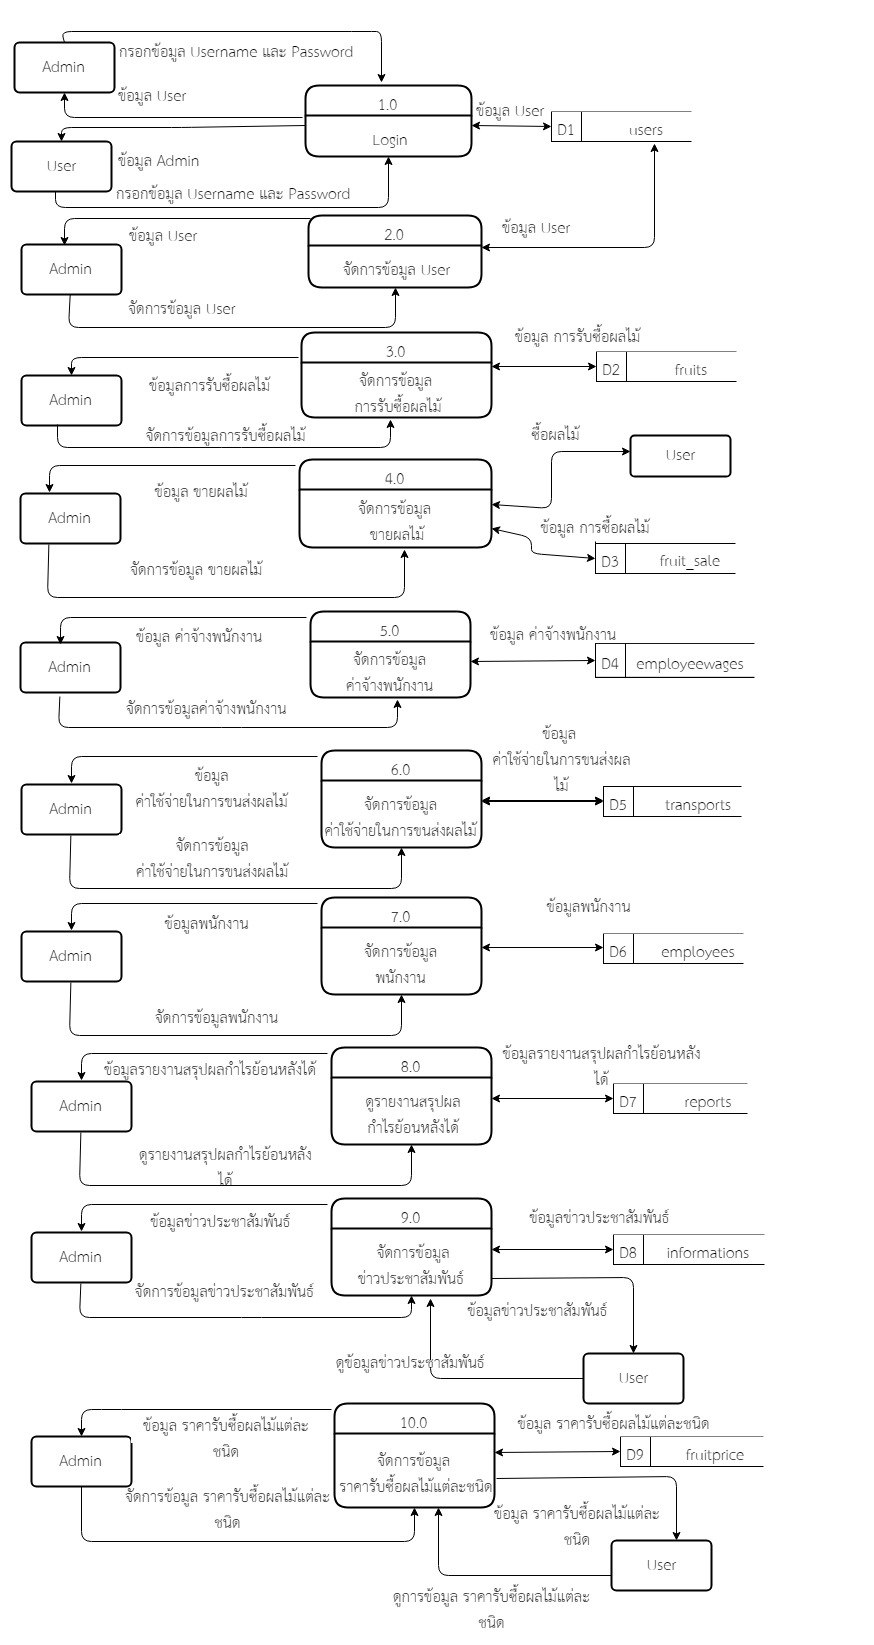 กรอกข้อมูล Username และ Password
Admin
ข้อมูล User
1.0
Login
ข้อมูล User
D1
users
User
ข้อมูล Admin
กรอกข้อมูล Username และ Password
ข้อมูล User
2.0
ข้อมูล User
Admin
จัดการข้อมูล User
จัดการข้อมูล User
3.0
ข้อมูล การรับซื้อผลไม้
Admin
ข้อมูลการรับซื้อผลไม้
จัดการข้อมูล
การรับซื้อผลไม้
D2
fruits
จัดการข้อมูลการรับซื้อผลไม้
ซื้อผลไม้
User
4.0
ข้อมูล ขายผลไม้
Admin
จัดการข้อมูล
ขายผลไม้
ข้อมูล การซื้อผลไม้
D3
fruit_sale
จัดการข้อมูล ขายผลไม้
5.0
ข้อมูล ค่าจ้างพนักงาน
ข้อมูล ค่าจ้างพนักงาน
Admin
จัดการข้อมูล
ค่าจ้างพนักงาน
D4
employeewages
จัดการข้อมูลค่าจ้างพนักงาน
ข้อมูล
ค่าใช้จ่ายในการขนส่งผล
ไม้
6.0
ข้อมูล
ค่าใช้จ่ายในการขนส่งผลไม้
Admin
จัดการข้อมูล
ค่าใช้จ่ายในการขนส่งผลไม้
D5
transports
จัดการข้อมูล
ค่าใช้จ่ายในการขนส่งผลไม้
7.0
ข้อมูลพนักงาน
ข้อมูลพนักงาน
Admin
จัดการข้อมูล
พนักงาน
D6
employees
จัดการข้อมูลพนักงาน
8.0
ข้อมูลรายงานสรุปผลกำไรย้อนหลัง
ได้
ข้อมูลรายงานสรุปผลกำไรย้อนหลังได้
Admin
ดูรายงานสรุปผล
กำไรย้อนหลังได้
D7
reports
ดูรายงานสรุปผลกำไรย้อนหลัง
ได้
9.0
ข้อมูลข่าวประชาสัมพันธ์
ข้อมูลข่าวประชาสัมพันธ์
Admin
จัดการข้อมูล
ข่าวประชาสัมพันธ์
D8
informations
จัดการข้อมูลข่าวประชาสัมพันธ์
ข้อมูลข่าวประชาสัมพันธ์
ดูข้อมูลข่าวประชาสัมพันธ์
User
10.0
ข้อมูล ราคารับซื้อผลไม้แต่ละ
ชนิด
ข้อมูล ราคารับซื้อผลไม้แต่ละชนิด
Admin
จัดการข้อมูล
ราคารับซื้อผลไม้แต่ละชนิด
D9
fruitprice
จัดการข้อมูล ราคารับซื้อผลไม้แต่ละ
ชนิด
ข้อมูล ราคารับซื้อผลไม้แต่ละ
ชนิด
User
ดูการข้อมูล ราคารับซื้อผลไม้แต่ละ
ชนิด